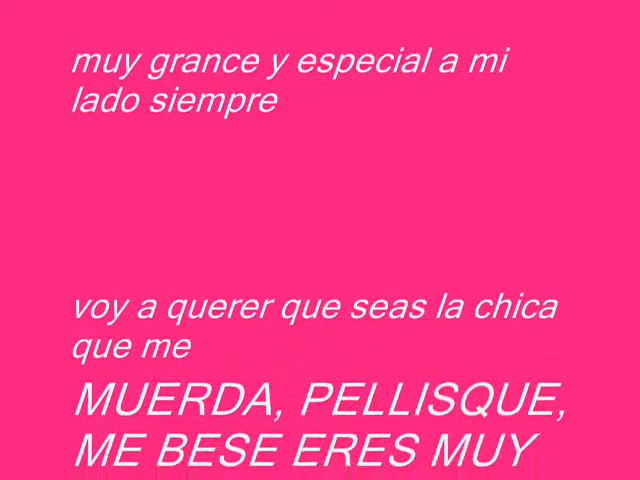 muy grance y especial a mi
lado siempre
voy a querer que seas la chica
que me
MUERDA, PELLISQUE,
ME BESE ERES MUY